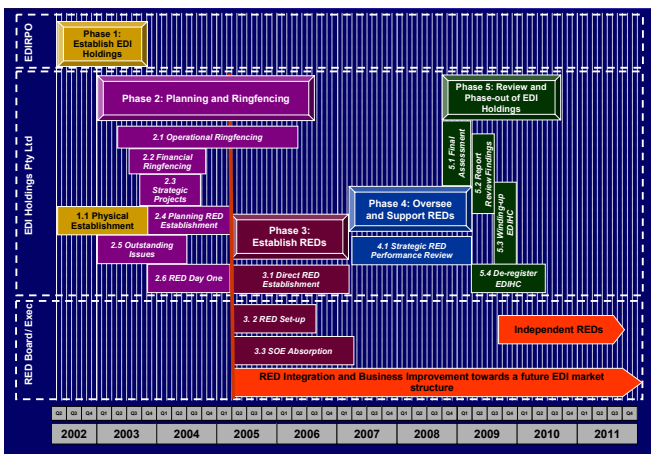 EDIRPO
Phase 1:
Establish EDI
Holdings
EDI Holdings Pty Ltd
Phase 2: Planning and Ringfencing
Phase 5: Review and
Phase-out of EDI
Holdings
2.1 Operational Ringfencing
2.2 Financial
Ringfencing
2.3
Strategic
Projects
1.1 Physical
Establishment
2.4 Planning RED
Establishment
2.5 Outstanding
Issues
2.6 RED Day One
Phase 3:
Establish REDs
3.1 Direct RED
Establishment
Phase 4: Oversee
and Support REDs
4.1 Strategic RED
Performance Review
5.1 Final
Assessment
5.2 Report
Review Findings
5.3 Winding-up
EDIHC
5.4 De-register
EDIHC
RED Board/ Exec
3. 2 RED Set-up
3.3 SOE Absorption
Independent REDs
RED Integration and Business Improvement towards a future EDI market
structure
Q2 Q3 Q4 Q1 Q2 Q3 Q4 Q1 Q2 Q3 Q4 Q1 Q2 Q3 Q4 Q1 Q2 Q3 Q4 Q1 Q2 Q3 Q4 Q1 Q2 Q3 Q4 Q1 Q2 Q3 Q4 Q1 Q2 Q3 Q4 Q1 Q2 Q3 Q4
2002 2003 2004 2005 2006 2007 2008 2009 2010 2011